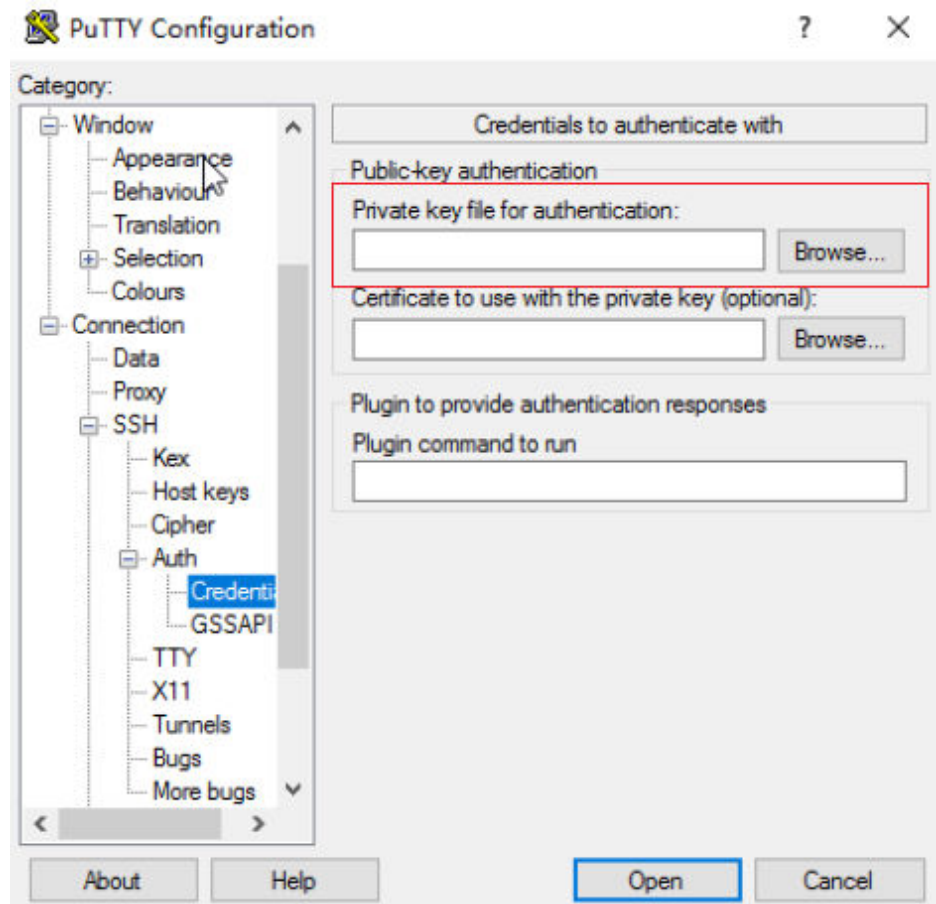 PuTTY Configuration
?
Category:
Window
Appearance
Behaviour
Translation
Selection
Colours
Connection
Data
Proxy
SSH
Kex
Host keys
Cipher
Auth
Credentia
GSSAPI
TTY
X11
Tunnels
Bugs
More bugs
Credentials to authenticate with
Public-key authentication
Private key file for authentication:
Browse...
Certificate to use with the private key (optional):
Browse...
Plugin to provide authentication responses
Plugin command to run
About
Help
Open
Cancel